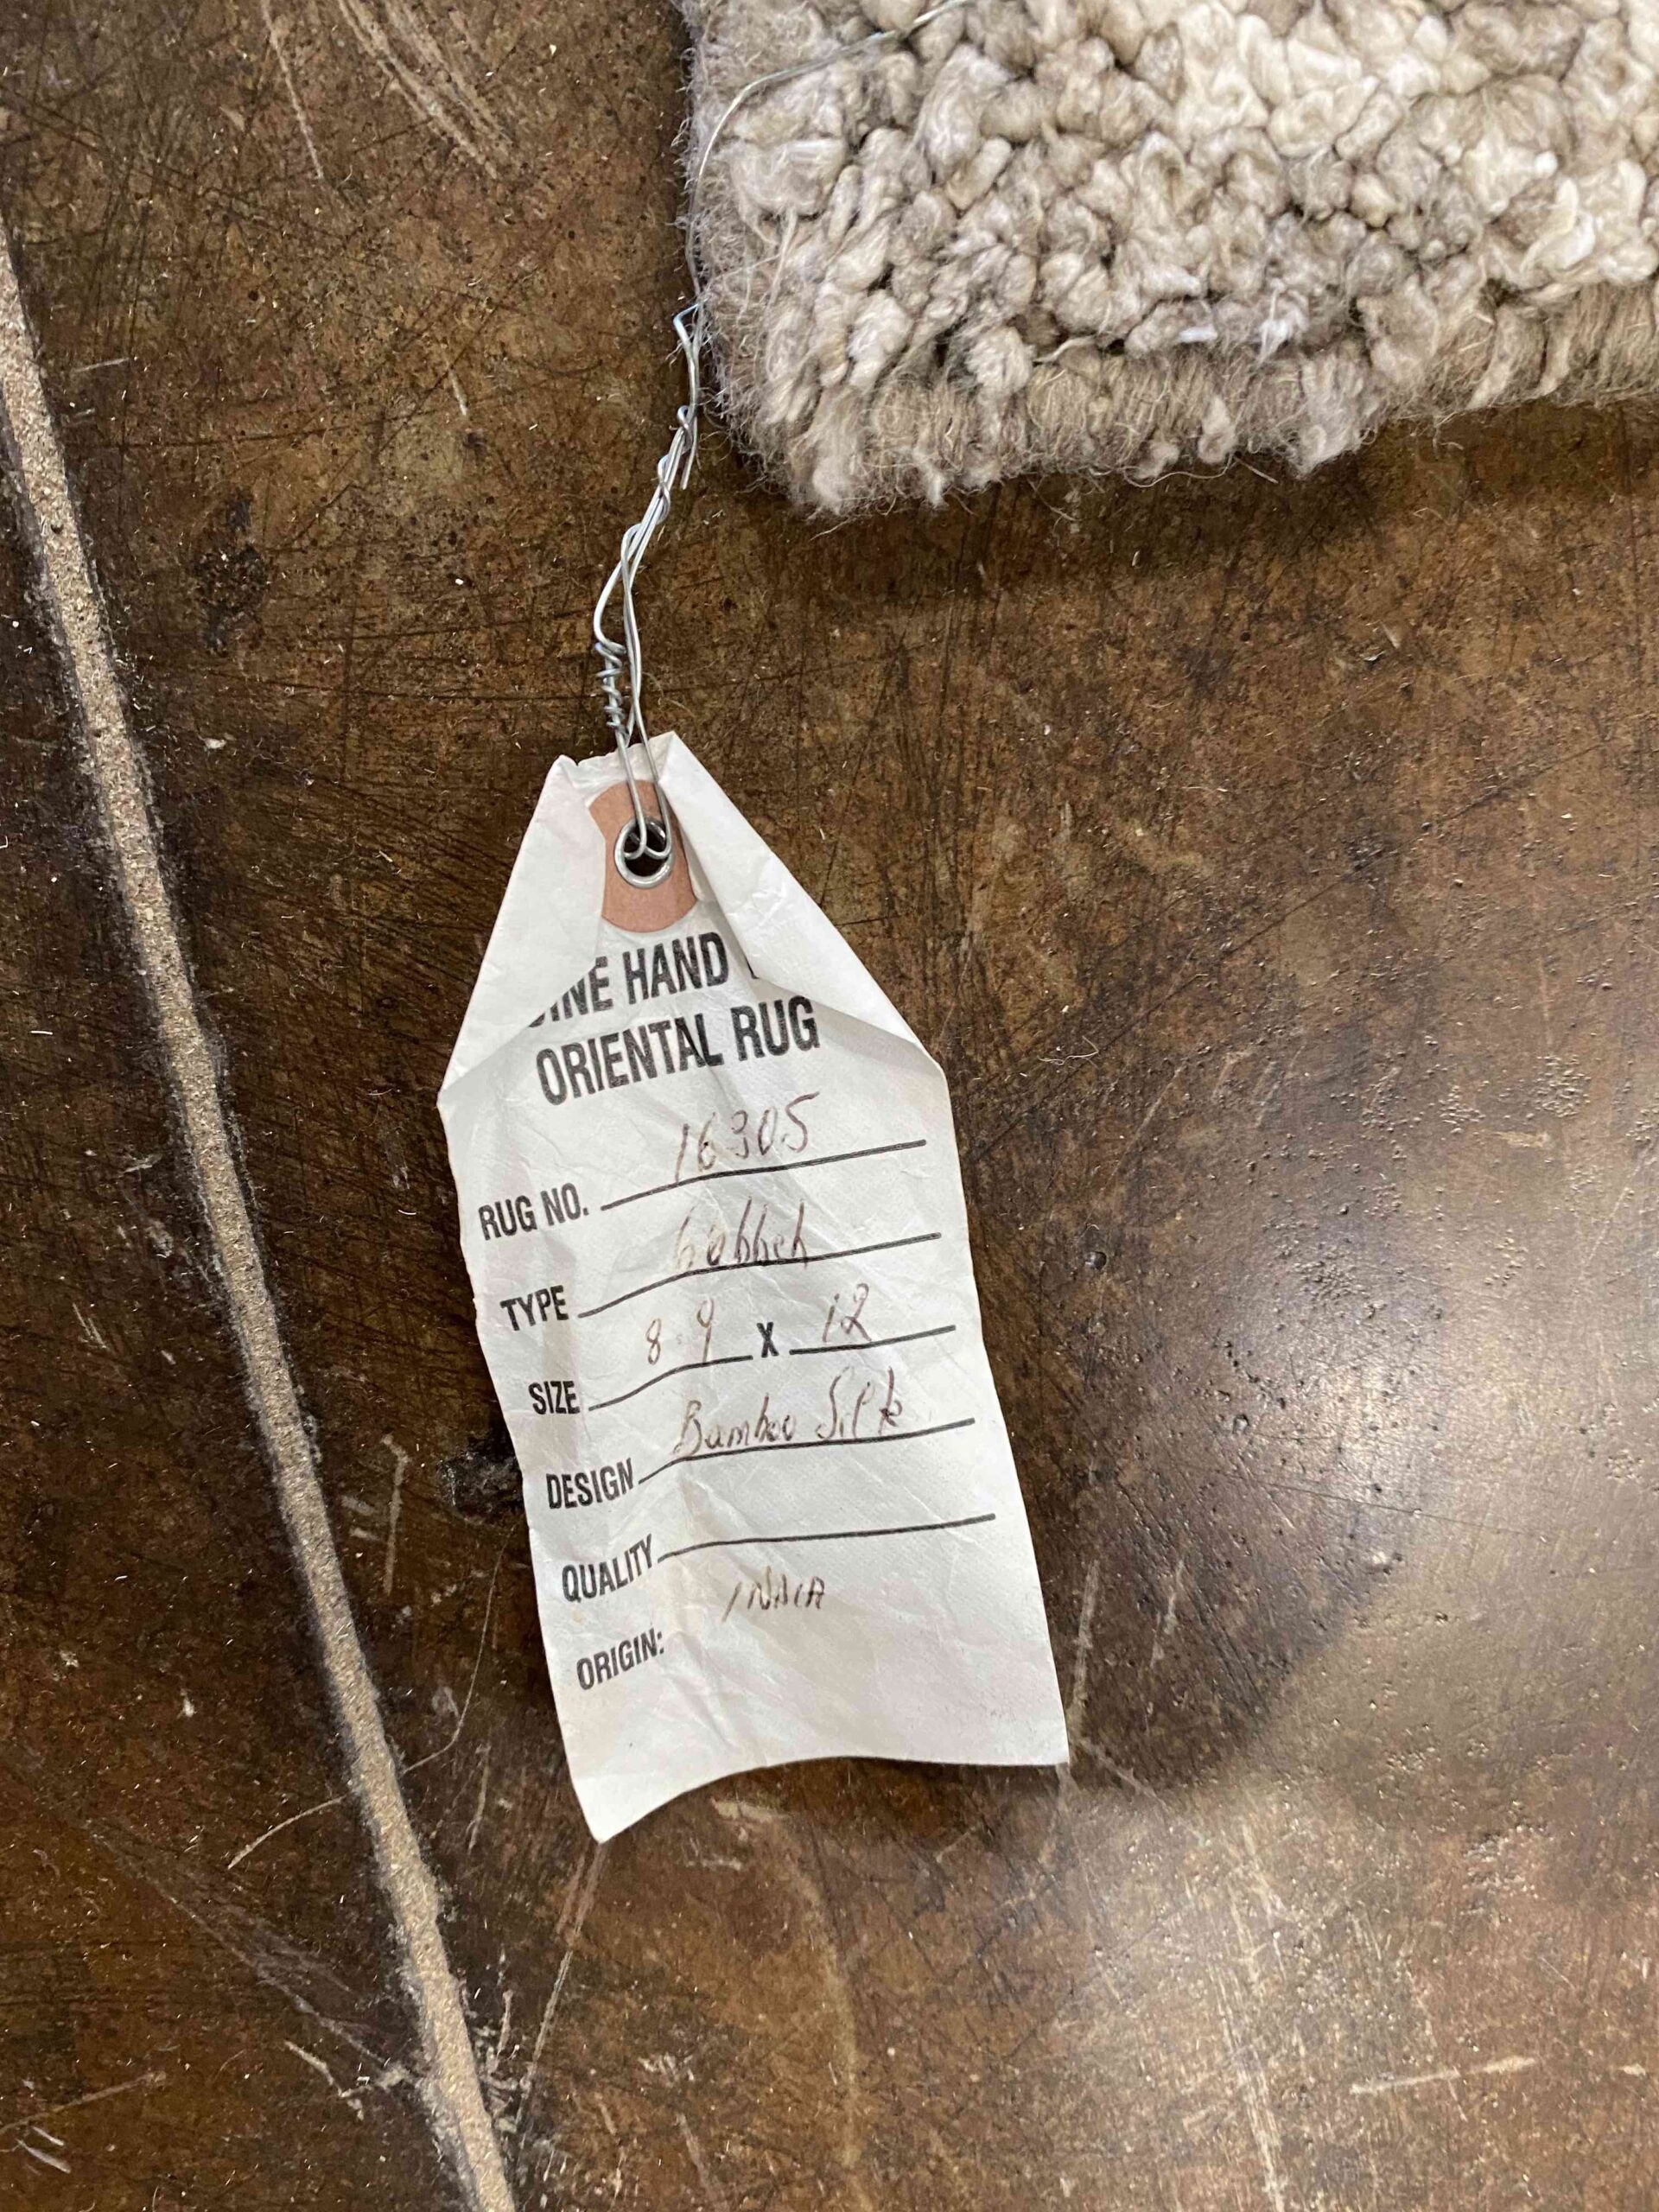 INE HAND
ORIENTAL RUG
RUG NO. 16305
TYPE Gabbeh
SIZE 8.9 X 12
DESIGN Bamboo Silk
QUALITY
ORIGIN: INDIA